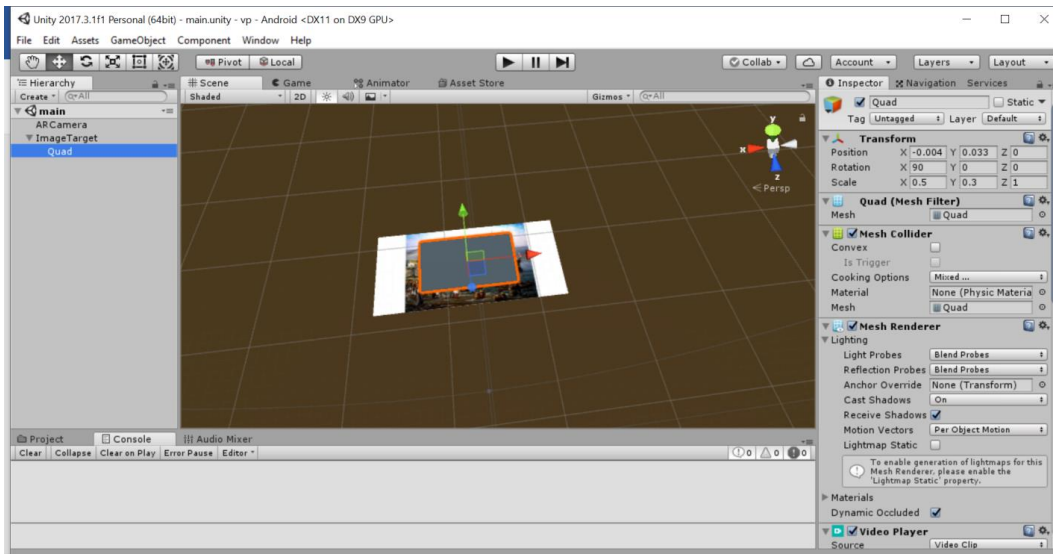 Unity 2017.3.1f1 Personal (64bit) - main.unity - vp - Android <DX11 on DX9 GPU>
File Edit Assets GameObject Component Window Help
Pivot Local Collab Account Layers Layout
Hierarchy
Create All
main
ARCamera
ImageTarget
Quad
Scene Game Animator Asset Store
Shaded 2D Gizmos All
y
x
z
Persp
Project Console Audio Mixer
Clear Collapse Clear on Play Error Pause Editor 0 0 0
Inspector Navigation Services
Quad Static
Tag Untagged Layer Default
Transform
Position X -0.004 Y 0.033 Z 0
Rotation X 90 Y 0 Z 0
Scale X 0.5 Y 0.3 Z 1
Quad (Mesh Filter)
Mesh Quad
Mesh Collider
Convex
Is Trigger
Cooking Options Mixed ...
Material None (Physic Materia
Mesh Quad
Mesh Renderer
Lighting
Light Probes Blend Probes
Reflection Probes Blend Probes
Anchor Override None (Transform)
Cast Shadows On
Receive Shadows
Motion Vectors Per Object Motion
Lightmap Static
To enable generation of lightmaps for this
Mesh Renderer, please enable the
'Lightmap Static' property.
Materials
Dynamic Occluded
Video Player
Source Video Clip